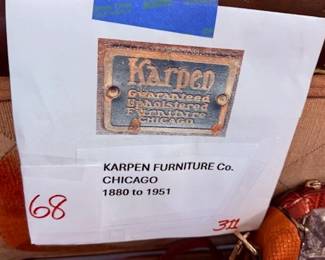 Karpen
Guaranteed
Upholstered
Furniture
CHICAGO
KARPEN FURNITURE Co.
CHICAGO
1880 to 1951
68
311